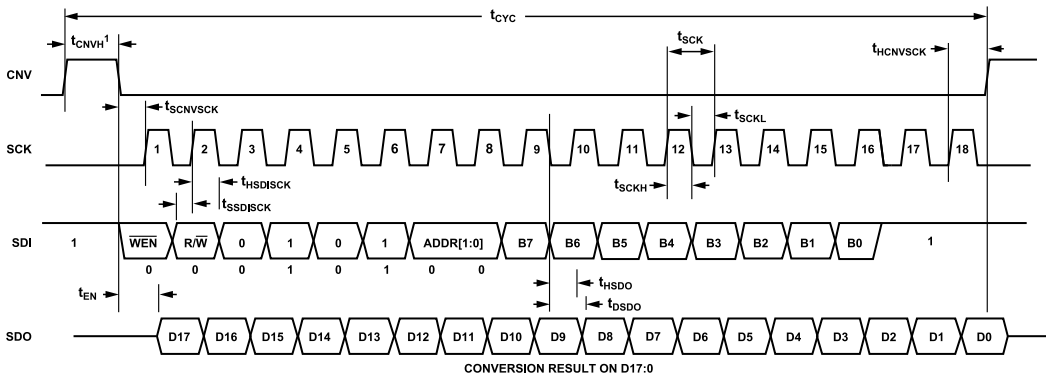 tCYC
tCNVH1
tSCK
tHCNVSCK
CNV
tSCNVSCK
tSCKL
SCK
1 2 3 4 5 6 7 8 9 10 11 12 13 14 15 16 17 18
tHSDISCK
tSCKH
tSSDISCK
SDI
1 WEN R/W 0 1 0 1 ADDR[1:0] B7 B6 B5 B4 B3 B2 B1 B0 1
0 0 0 1 0 1 0 0
tEN
tHSDO
tDSDO
SDO
D17 D16 D15 D14 D13 D12 D11 D10 D9 D8 D7 D6 D5 D4 D3 D2 D1 D0
CONVERSION RESULT ON D17:0